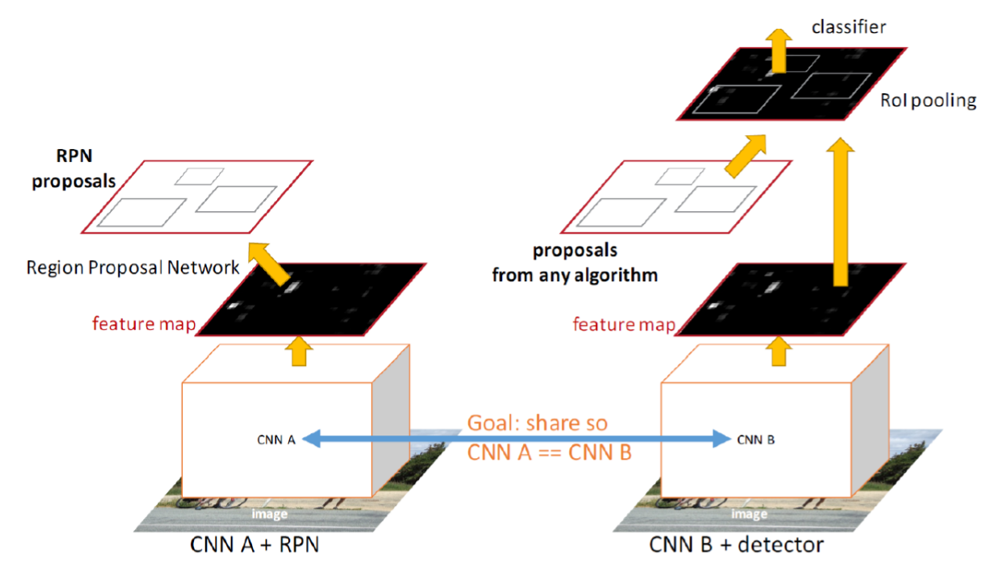 classifier
RoI pooling
RPN
proposals
proposals
from any algorithm
Region Proposal Network
feature map
feature map
CNN A
Goal: share so
CNN A == CNN B
CNN B
image
image
CNN A + RPN
CNN B + detector